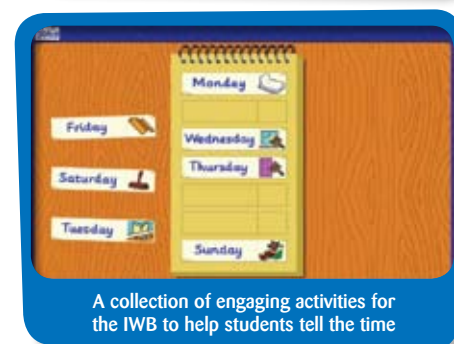 Monday
Friday
Wednesday
Thursday
Saturday
Tuesday
Sunday
A collection of engaging activities for
the IWB to help students tell the time